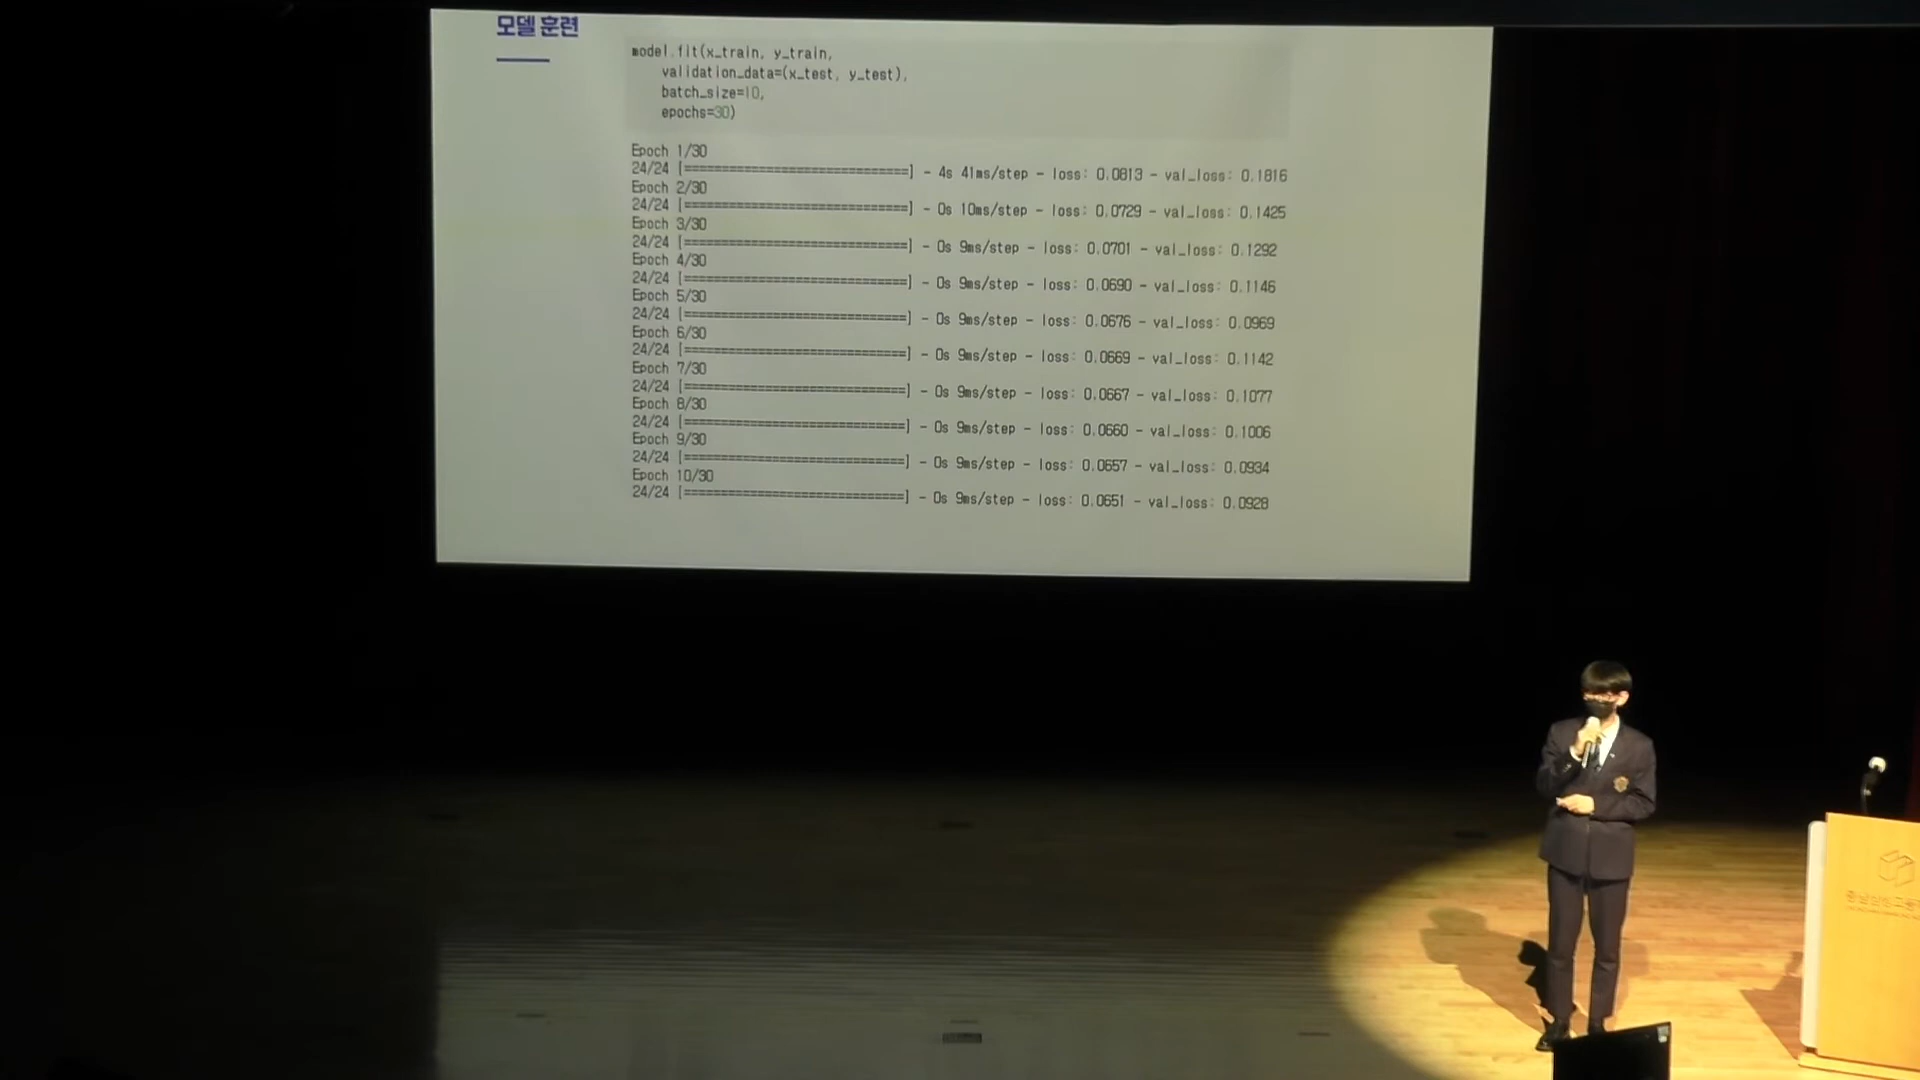 모델 훈련
model.fit(x_train, y_train,
validation_data=(x_test, y_test),
batch_size=10,
epochs=30)
Epoch 1/30
24/24 [==============================] - 4s 41ms/step - loss: 0.0813 - val_loss: 0.1816
Epoch 2/30
24/24 [==============================] - 0s 10ms/step - loss: 0.0729 - val_loss: 0.1425
Epoch 3/30
24/24 [==============================] - 0s 9ms/step - loss: 0.0701 - val_loss: 0.1292
Epoch 4/30
24/24 [==============================] - 0s 9ms/step - loss: 0.0690 - val_loss: 0.1146
Epoch 5/30
24/24 [==============================] - 0s 9ms/step - loss: 0.0676 - val_loss: 0.0969
Epoch 6/30
24/24 [==============================] - 0s 9ms/step - loss: 0.0669 - val_loss: 0.1142
Epoch 7/30
24/24 [==============================] - 0s 9ms/step - loss: 0.0667 - val_loss: 0.1077
Epoch 8/30
24/24 [==============================] - 0s 9ms/step - loss: 0.0660 - val_loss: 0.1006
Epoch 9/30
24/24 [==============================] - 0s 9ms/step - loss: 0.0657 - val_loss: 0.0934
Epoch 10/30
24/24 [==============================] - 0s 9ms/step - loss: 0.0651 - val_loss: 0.0928